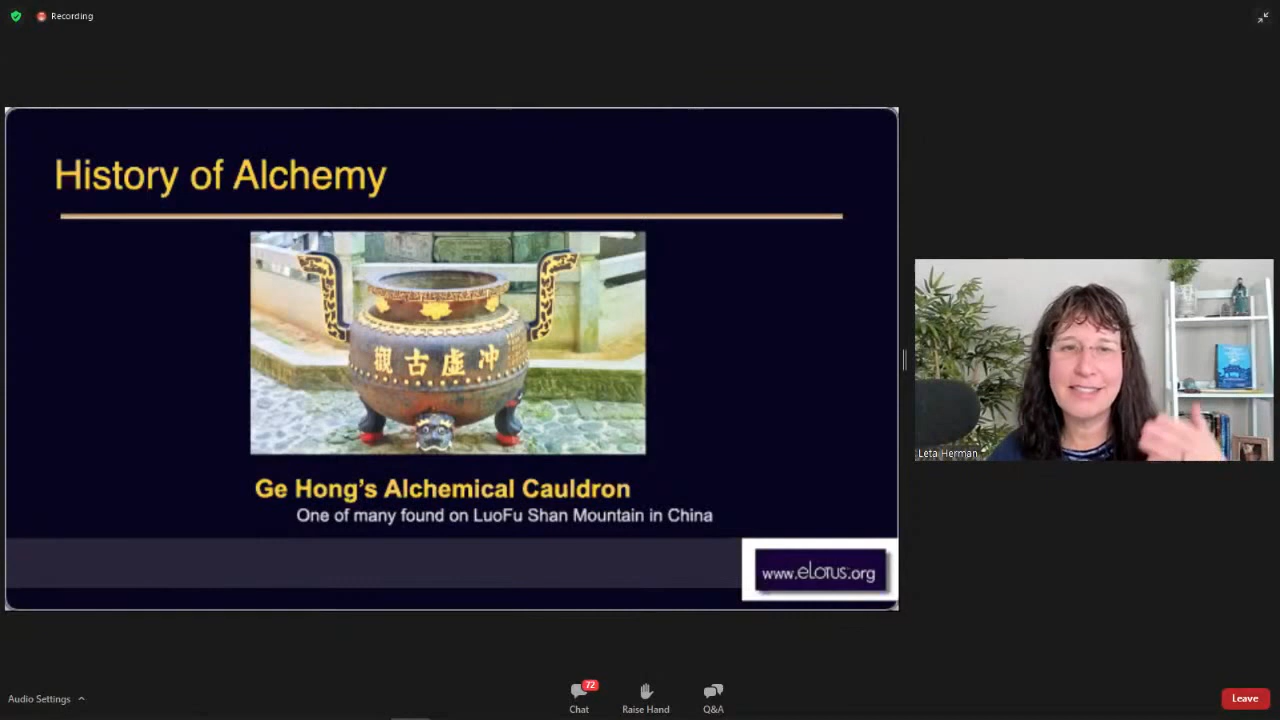 Recording
History of Alchemy
觀古虛冲
Ge Hong's Alchemical Cauldron
One of many found on LuoFu Shan Mountain in China
www.eLotus.org
Leta Herman
Audio Settings
72
Chat
Raise Hand
Q&A
Leave